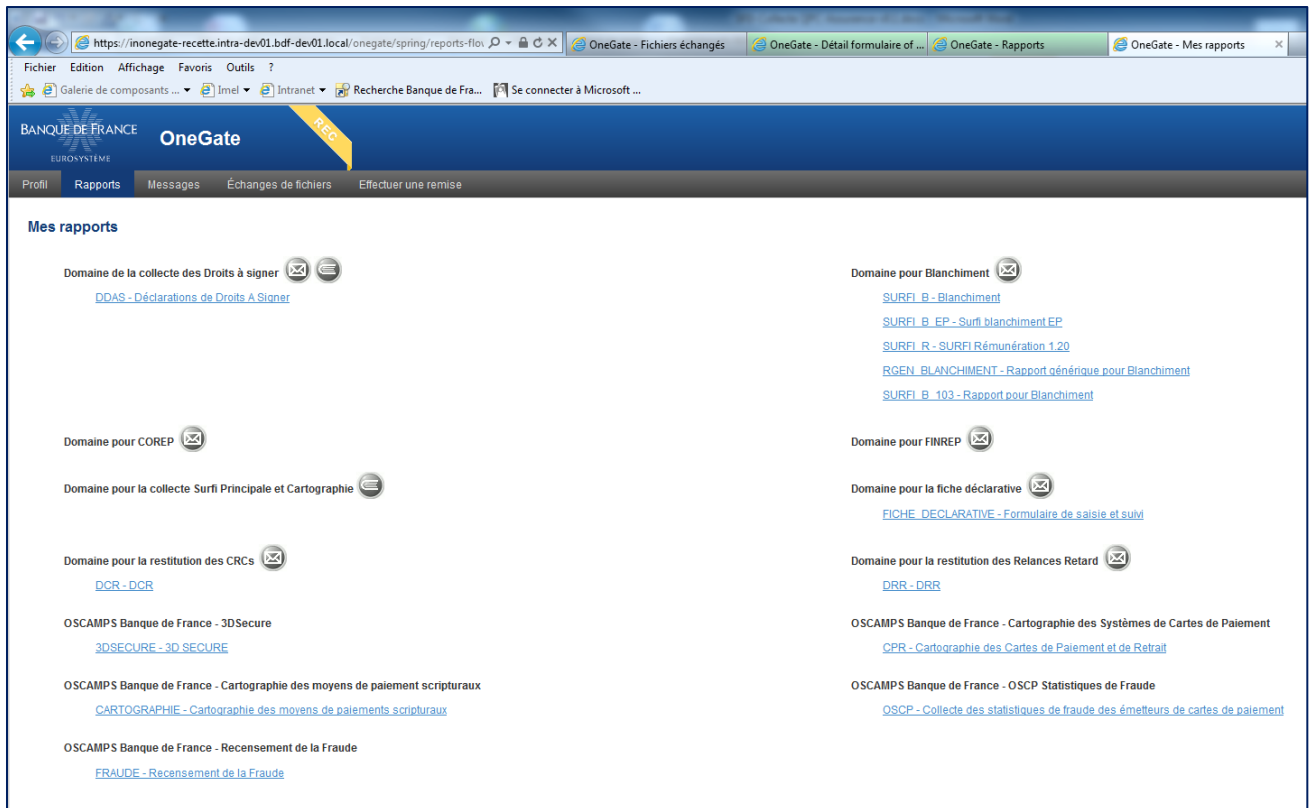 https://inonegate-recette.intra-dev01.bdf-dev01.local/onegate/spring/reports-flov
OneGate - Fichiers échangés
OneGate - Détail formulaire of ...
OneGate - Rapports
OneGate - Mes rapports
Fichier Edition Affichage Favoris Outils ?
Galerie de composants ... Imel Intranet Recherche Banque de Fra... Se connecter à Microsoft ...
BANQUE DE FRANCE
EUROSYSTÈME
OneGate
REC
Profil Rapports Messages Échanges de fichiers Effectuer une remise
Mes rapports
Domaine de la collecte des Droits à signer
DDAS - Déclarations de Droits A Signer
Domaine pour Blanchiment
SURFI_B - Blanchiment
SURFI_B_EP - Surfi blanchiment EP
SURFI_R - SURFI Rémunération 1.20
RGEN_BLANCHIMENT - Rapport générique pour Blanchiment
SURFI_B_103 - Rapport pour Blanchiment
Domaine pour COREP
Domaine pour FINREP
Domaine pour la collecte Surfi Principale et Cartographie
Domaine pour la fiche déclarative
FICHE_DECLARATIVE - Formulaire de saisie et suivi
Domaine pour la restitution des CRCs
DCR - DCR
Domaine pour la restitution des Relances Retard
DRR - DRR
OSCAMPS Banque de France - 3DSecure
3DSECURE - 3D SECURE
OSCAMPS Banque de France - Cartographie des Systèmes de Cartes de Paiement
CPR - Cartographie des Cartes de Paiement et de Retrait
OSCAMPS Banque de France - Cartographie des moyens de paiement scripturaux
CARTOGRAPHIE - Cartographie des moyens de paiements scripturaux
OSCAMPS Banque de France - OSCP Statistiques de Fraude
OSCP - Collecte des statistiques de fraude des émetteurs de cartes de paiement
OSCAMPS Banque de France - Recensement de la Fraude
FRAUDE - Recensement de la Fraude